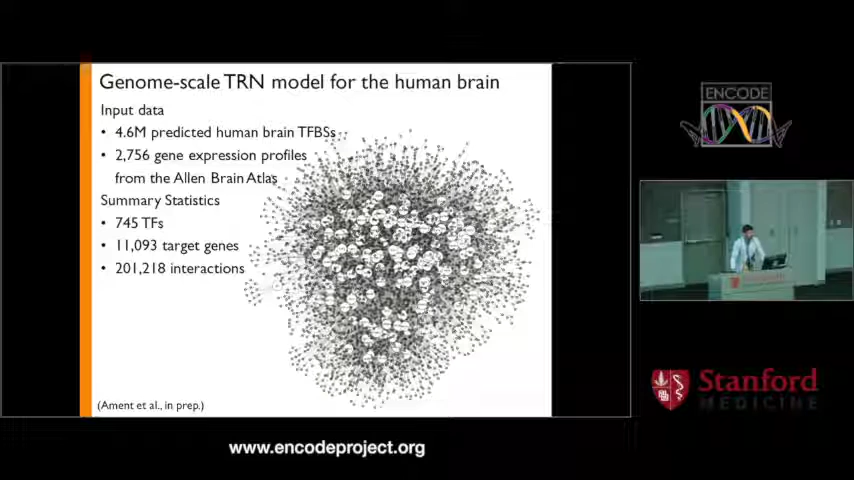 Genome-scale TRN model for the human brain
Input data
• 4.6M predicted human brain TFBSs
• 2,756 gene expression profiles
from the Allen Brain Atlas
Summary Statistics
• 745 TFs
• 11,093 target genes
• 201,218 interactions
(Ament et al., in prep.)
ENCODE
Stanford
MEDICINE
www.encodeproject.org